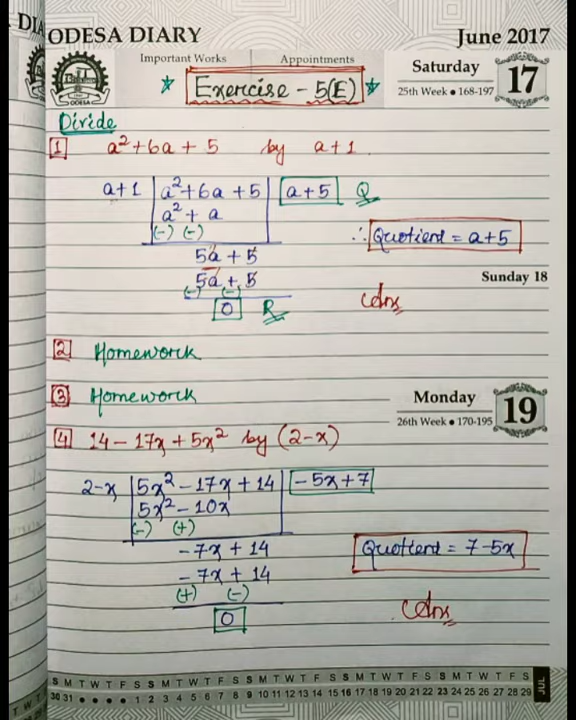 ODESA DIARY June 2017
Important Works Appointments
Saturday 17
25th Week • 168-197
Exercise - 5(E)
ODESA
Divide
1 a²+6a+5 by a+1
a+1 a²+6a+5 a+5 Q
a²+a
(-) (-)
∴ Quotient = a+5
5a+5
5a+5
(-) (-)
0 R
Ans
Sunday 18
2 Homework
3 Homework
Monday 19
26th Week • 170-195
4 14-17x+5x² by (2-x)
2-x 5x²-17x+14 -5x+7
5x²-10x
(-) (+)
-7x+14
-7x+14
(+) (-)
0
Quotient = 7-5x
Ans
S M T W T F S S M T W T F S S M T W T F S S M T W T F S S M T W T F S
30 31 • • • • 1 2 3 4 5 6 7 8 9 10 11 12 13 14 15 16 17 18 19 20 21 22 23 24 25 26 27 28 29
JUL